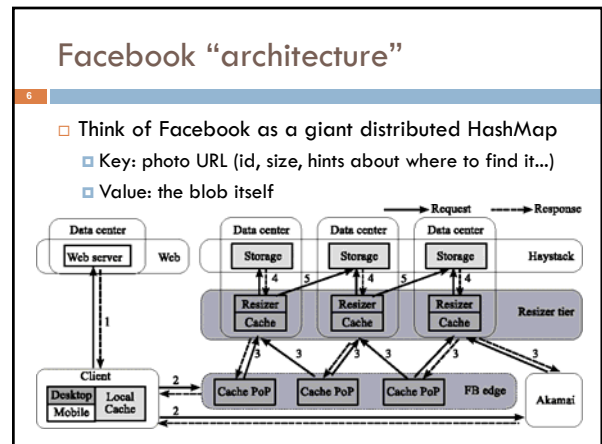 Facebook “architecture”
6
Think of Facebook as a giant distributed HashMap
Key: photo URL (id, size, hints about where to find it...)
Value: the blob itself
Request
Response
Data center
Data center
Data center
Data center
Web server
Web
Storage
Storage
Storage
Haystack
4
5
4
5
4
Resizer
Resizer
Resizer
Resizer tier
Cache
Cache
Cache
1
3
3
3
3
3
3
Client
Desktop
Mobile
Local
Cache
2
Cache PoP
Cache PoP
Cache PoP
FB edge
Akamai
2